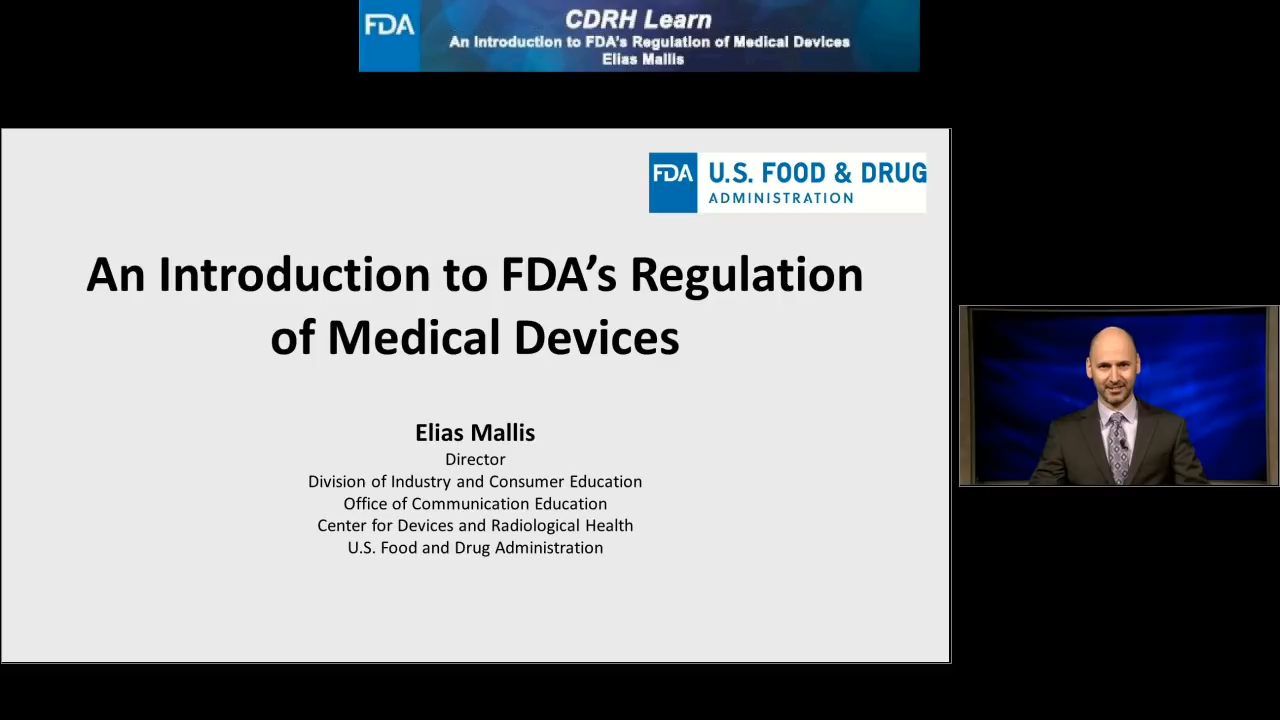 FDA
CDRH Learn
An Introduction to FDA's Regulation of Medical Devices
Elias Mallis
FDA
U.S. FOOD & DRUG
ADMINISTRATION
An Introduction to FDA’s Regulation
of Medical Devices
Elias Mallis
Director
Division of Industry and Consumer Education
Office of Communication Education
Center for Devices and Radiological Health
U.S. Food and Drug Administration